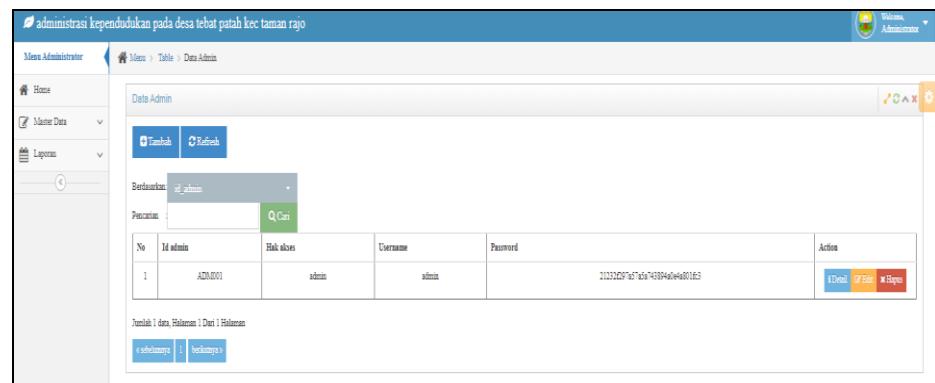 administrasi kependudukan pada desa tebat patah kec taman rajo
Welcome,
Administrator
Menu Administrator
Menu > Table > Data Admin
Home
Master Data
Laporan
Data Admin
Tambah Refresh
Berdasarkan: id_admin
Pencarian : Cari
No Id admin Hak akses Username Password Action
1 ADM001 admin admin 21232f297a57a5a743894a0e4a801fc3 Detail Edit Hapus
Jumlah 1 data, Halaman 1 Dari 1 Halaman
« sebelumnya 1 berikutnya »